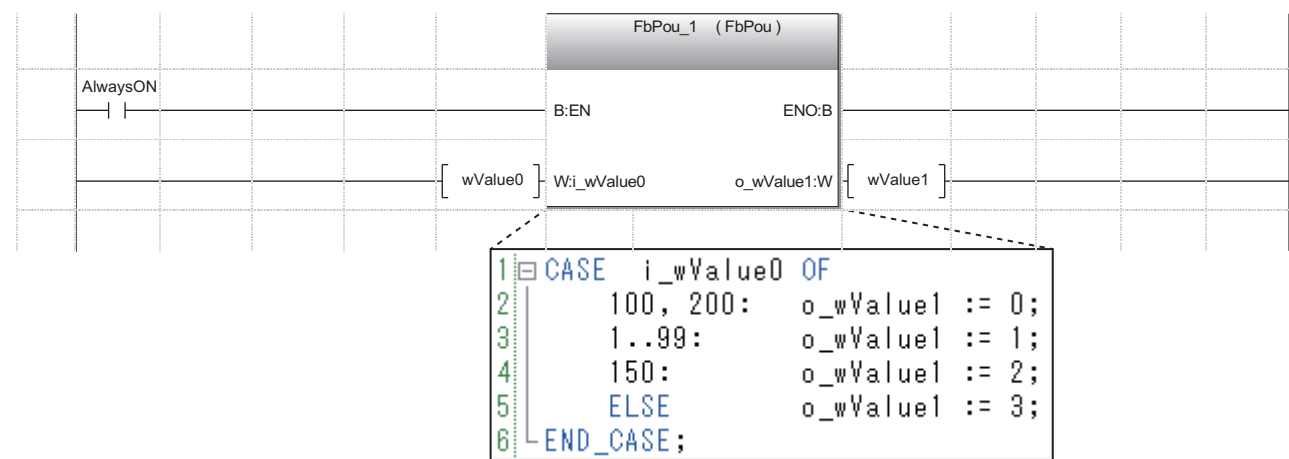 FbPou_1 (FbPou)
AlwaysON
B:EN ENO:B
wValue0 W:i_wValue0 o_wValue1:W wValue1
1 CASE i_wValue0 OF
2 100, 200: o_wValue1 := 0;
3 1..99: o_wValue1 := 1;
4 150: o_wValue1 := 2;
5 ELSE o_wValue1 := 3;
6 END_CASE;